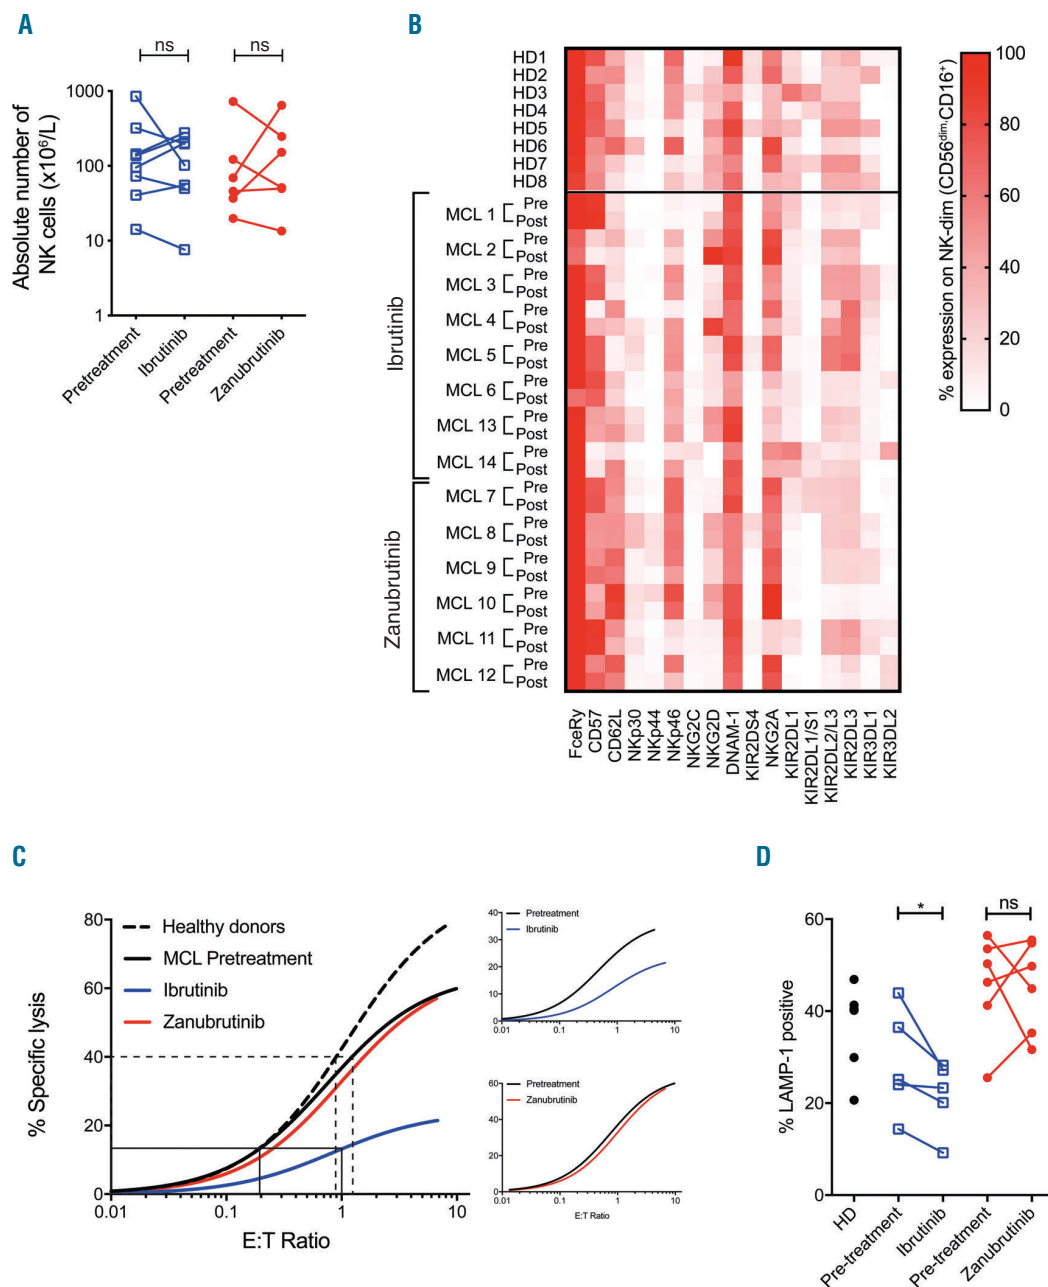 A
ns
ns
Absolute number of
NK cells (x10⁶/L)
1000
100
10
1
Pretreatment
Ibrutinib
Pretreatment
Zanubrutinib
B
HD1
HD2
HD3
HD4
HD5
HD6
HD7
HD8
Ibrutinib
MCL 1 Pre
Post
MCL 2 Pre
Post
MCL 3 Pre
Post
MCL 4 Pre
Post
MCL 5 Pre
Post
MCL 6 Pre
Post
MCL 13 Pre
Post
MCL 14 Pre
Post
Zanubrutinib
MCL 7 Pre
Post
MCL 8 Pre
Post
MCL 9 Pre
Post
MCL 10 Pre
Post
MCL 11 Pre
Post
MCL 12 Pre
Post
FceRy
CD57
CD62L
NKp30
NKp44
NKp46
NKG2C
NKG2D
DNAM-1
KIR2DS4
NKG2A
KIR2DL1
KIR2DL1/S1
KIR2DL2/L3
KIR2DL3
KIR3DL1
KIR3DL2
% expression on NK-dim (CD56ᵈⁱᵐ,CD16⁺)
100
80
60
40
20
0
C
% Specific lysis
80
60
40
20
0
Healthy donors
MCL Pretreatment
Ibrutinib
Zanubrutinib
0.01
0.1
1
10
E:T Ratio
40
30
20
10
0
Pretreatment
Ibrutinib
0.01
0.1
1
10
60
40
20
0
Pretreatment
Zanubrutinib
0.01
0.1
1
10
E:T Ratio
D
*
ns
% LAMP-1 positive
60
40
20
0
HD
Pre-treatment
Ibrutinib
Pre-treatment
Zanubrutinib